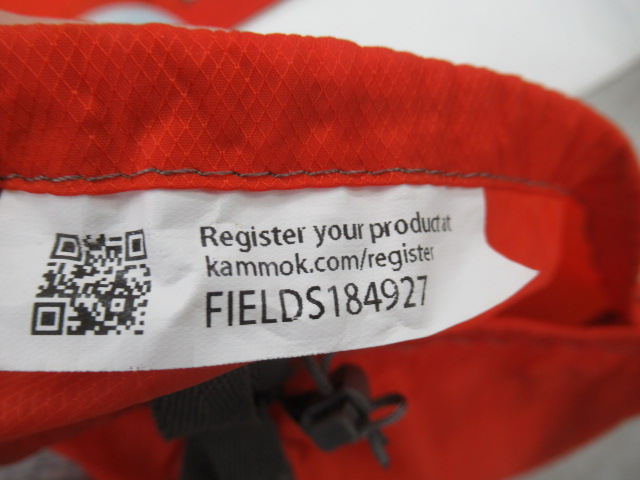 Register your product at
kammok.com/register
FIELDS184927